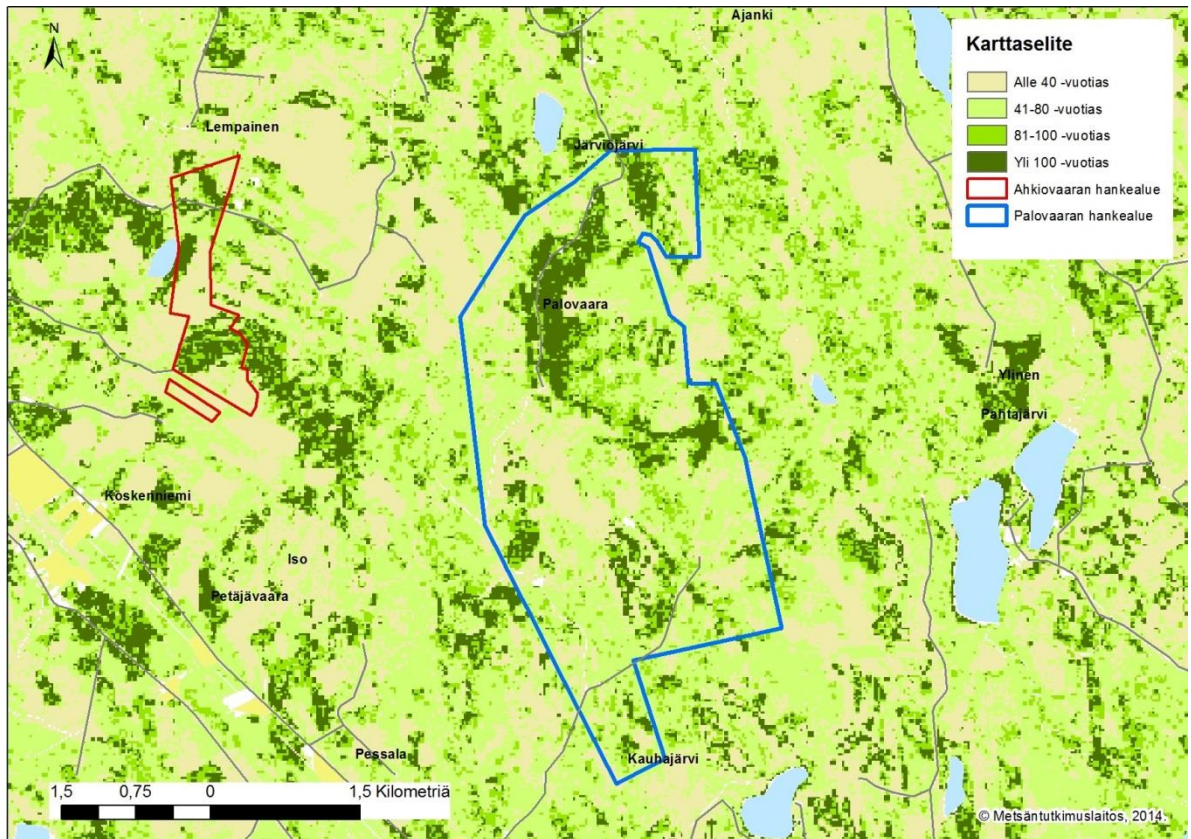 Ajanki
N
Karttaselite
Alle 40 -vuotias
41-80 -vuotias
81-100 -vuotias
Yli 100 -vuotias
Ahkiovaaran hankealue
Palovaaran hankealue
Lempainen
Järviojärvi
Palovaara
Ylinen
Pahtajärvi
Koskenniemi
Iso
Petäjävaara
Pessala
Kauhajärvi
1,5 0,75 0 1,5 Kilometriä
© Metsäntutkimuslaitos, 2014.